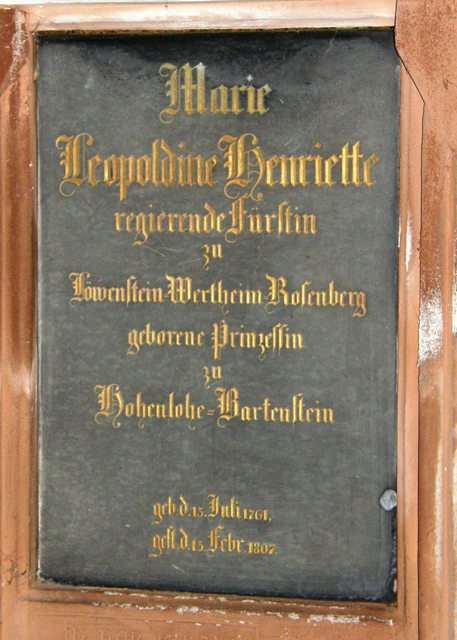 Marie
Leopoldine Henriette
regierende Fürstin
zu
Löwenstein-Wertheim-Rosenberg
geborene Prinzessin
zu
Hohenlohe-Bartenstein
geb.d.15.Juli 1761.
gest.d.15.Febr. 1807.